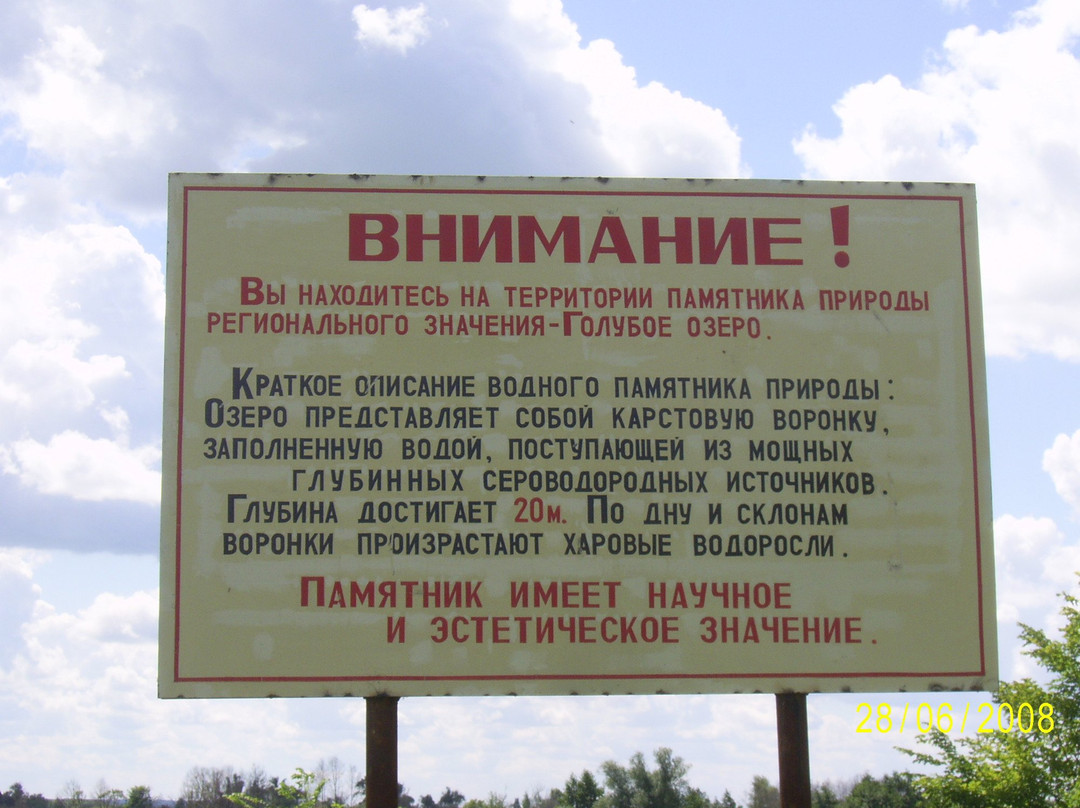 ВНИМАНИЕ!
Вы находитесь на территории памятника природы
регионального значения-Голубое озеро.
Краткое описание водного памятника природы:
Озеро представляет собой карстовую воронку,
заполненную водой, поступающей из мощных
глубинных сероводородных источников.
Глубина достигает 20м. По дну и склонам
воронки произрастают харовые водоросли.
Памятник имеет научное
и эстетическое значение.
28/06/2008